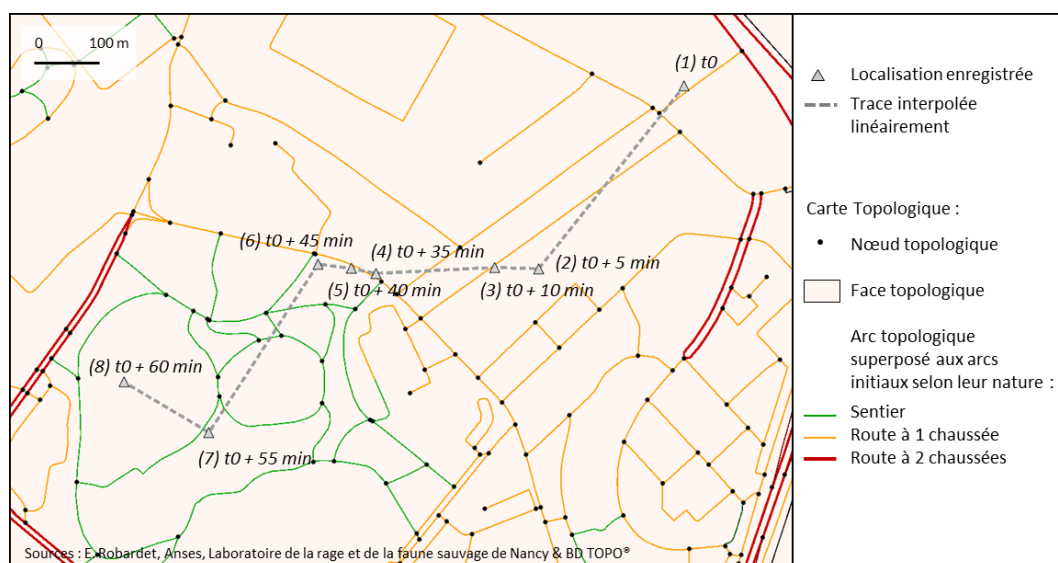 0 100 m
(1) t0
(6) t0 + 45 min
(4) t0 + 35 min
(2) t0 + 5 min
(5) t0 + 40 min
(3) t0 + 10 min
(8) t0 + 60 min
(7) t0 + 55 min
Sources : E. Robardet, Anses, Laboratoire de la rage et de la faune sauvage de Nancy & BD TOPO®
Localisation enregistrée
Trace interpolée
linéairement
Carte Topologique :
Nœud topologique
Face topologique
Arc topologique
superposé aux arcs
initiaux selon leur nature :
Sentier
Route à 1 chaussée
Route à 2 chaussées